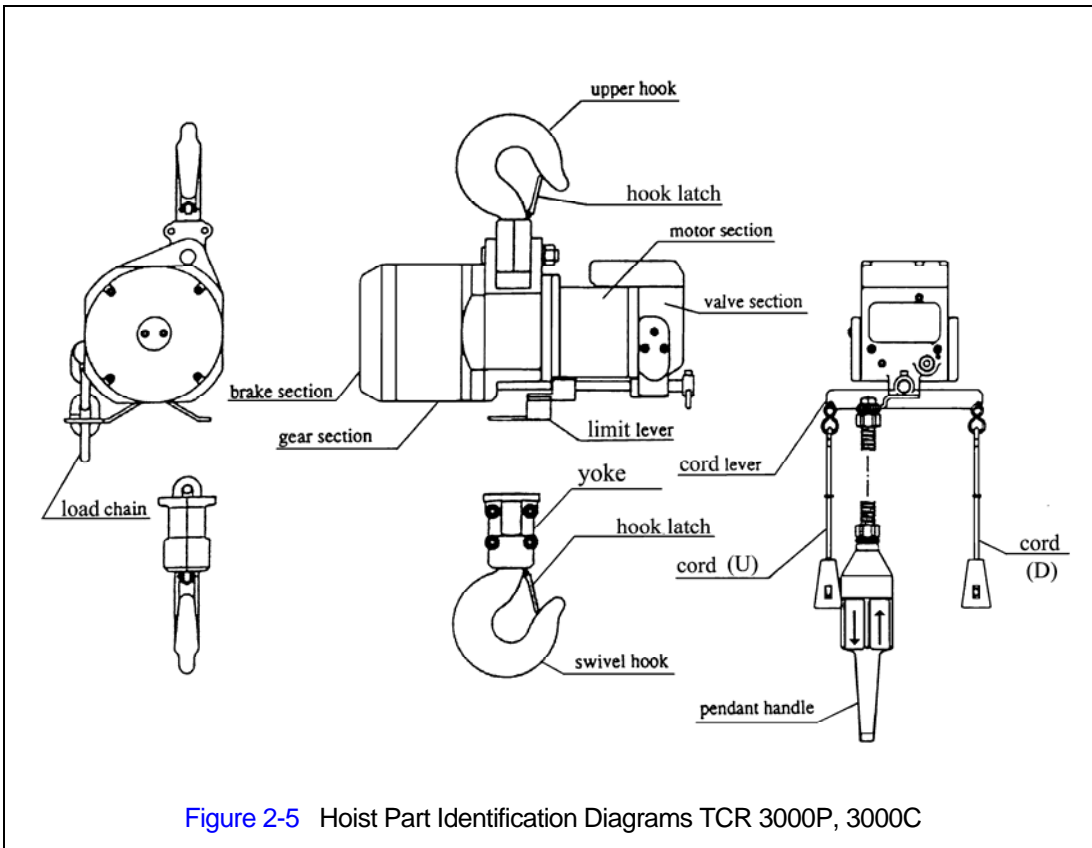 upper hook
hook latch
motor section
valve section
brake section
gear section
limit lever
load chain
yoke
hook latch
swivel hook
cord lever
cord (U)
cord
(D)
pendant handle
Figure 2-5 Hoist Part Identification Diagrams TCR 3000P, 3000C